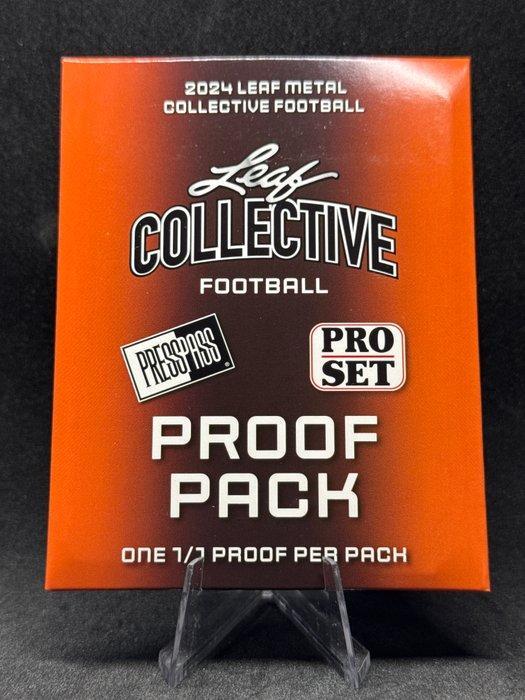 2024 LEAF METAL
COLLECTIVE FOOTBALL
Leaf
COLLECTIVE
FOOTBALL
PRESS PASS
PRO
SET
PROOF
PACK
ONE 1/1 PROOF PER PACK